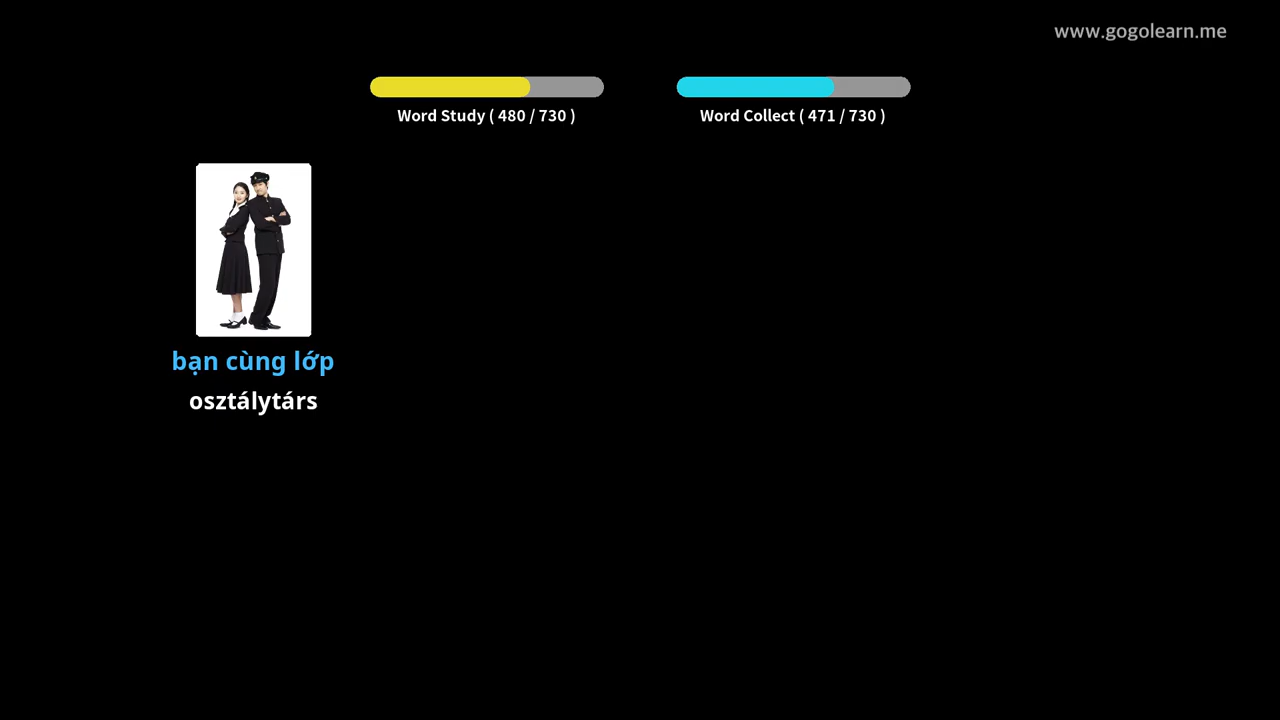 www.gogolearn.me
Word Study ( 480 / 730 )
Word Collect ( 471 / 730 )
bạn cùng lớp
osztálytárs